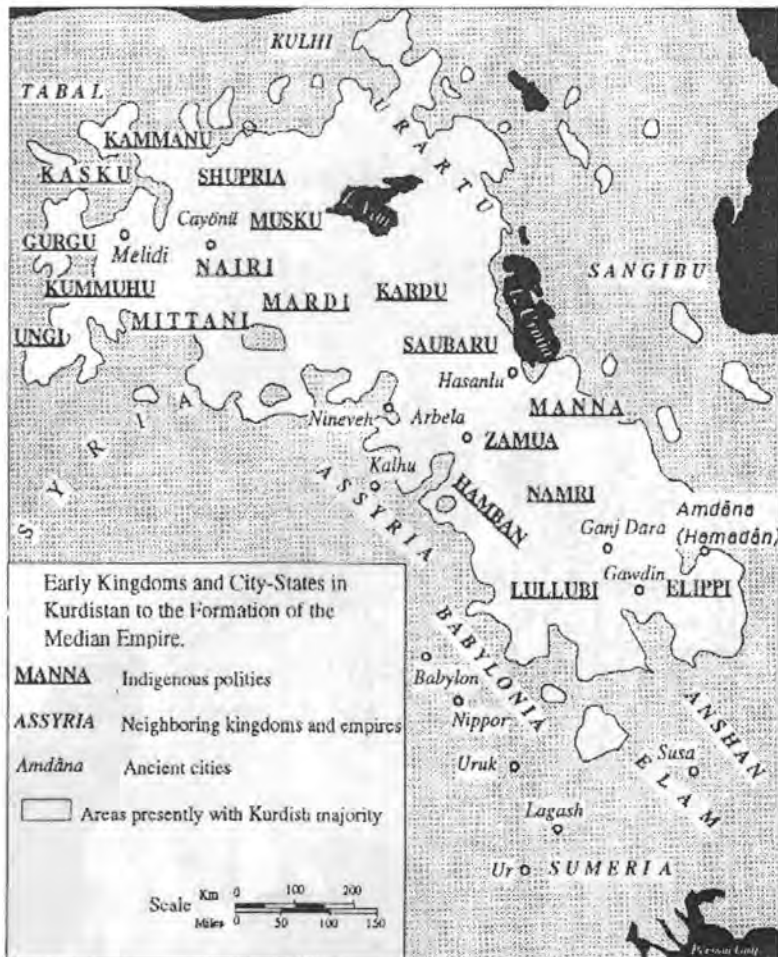 KULHI
TABAL
URARTU
KAMMANU
KASKU
SHUPRIA
L. Van
Cayönü
MUSKU
GURGU
Melidi
NAIRI
SANGIBU
KUMMUHU
MARDI
KARDU
L. Urmia
UNGI
MITTANI
SAUBARU
Hasanlu
SYRIA
MANNA
Nineveh
Arbela
ZAMUA
ASSYRIA
Kalhu
HAMBAN
NAMRI
Amdâna
(Hamadân)
Ganj Dara
Gawdin
LULLUBI
ELIPPI
BABYLONIA
Babylon
Nippor
ANSHAN
Uruk
Susa
ELAM
Lagash
Ur
SUMERIA
Persian Gulf
Early Kingdoms and City-States in
Kurdistan to the Formation of the
Median Empire.
MANNA Indigenous polities
ASSYRIA Neighboring kingdoms and empires
Amdâna Ancient cities
Areas presently with Kurdish majority
Scale
Km 0 100 200
Miles 0 50 100 150